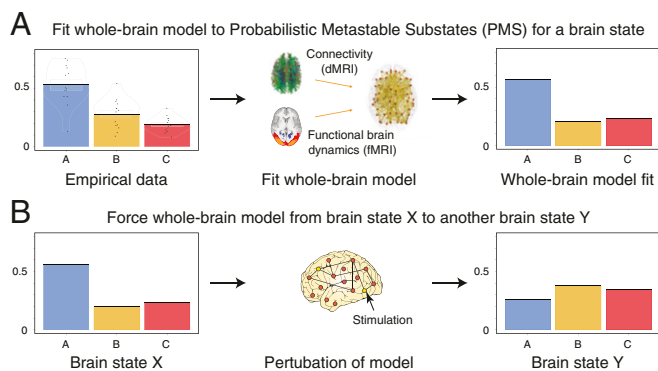 A
Fit whole-brain model to Probabilistic Metastable Substates (PMS) for a brain state
0.5
0
A B C
Empirical data
Connectivity
(dMRI)
Functional brain
dynamics (fMRI)
Fit whole-brain model
0.5
0
A B C
Whole-brain model fit
B
Force whole-brain model from brain state X to another brain state Y
0.5
0
A B C
Brain state X
Stimulation
Pertubation of model
0.5
0
A B C
Brain state Y